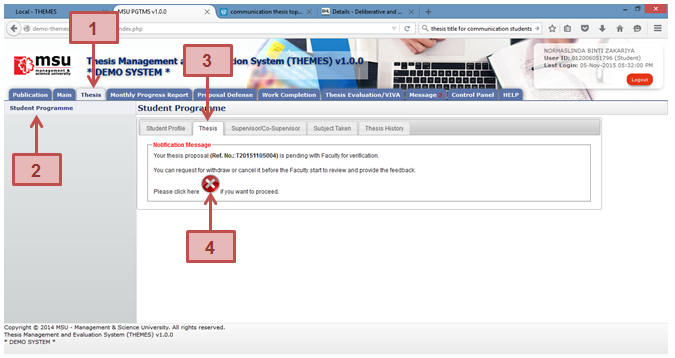 Local - THEMES
MSU PGTMS v1.0.0
communication thesis top...
Details - Deliberative and ...
demo-themes
index.php
thesis title for communication students
1
3
msu
management &
science university
Thesis Management and Evaluation System (THEMES) v1.0.0
* DEMO SYSTEM *
NORHASLINDA BINTI ZAKARIYA
User ID: 012006051796 (Student)
Last Login: 05-Nov-2015 05:32:00 PM
Logout
Publication Main Thesis Monthly Progress Report Proposal Defense Work Completion Thesis Evaluation/VIVA Message Control Panel HELP
Student Programme
Student Programme
2
Student Profile Thesis Supervisor/Co-Supervisor Subject Taken Thesis History
Notification Message
Your thesis proposal (Ref. No.: T20151105004) is pending with Faculty for verification.
You can request for withdraw or cancel it before the Faculty start to review and provide the feedback.
Please click here if you want to proceed.
4
Copyright © 2014 MSU - Management & Science University. All rights reserved.
Thesis Management and Evaluation System (THEMES) v1.0.0
* DEMO SYSTEM *